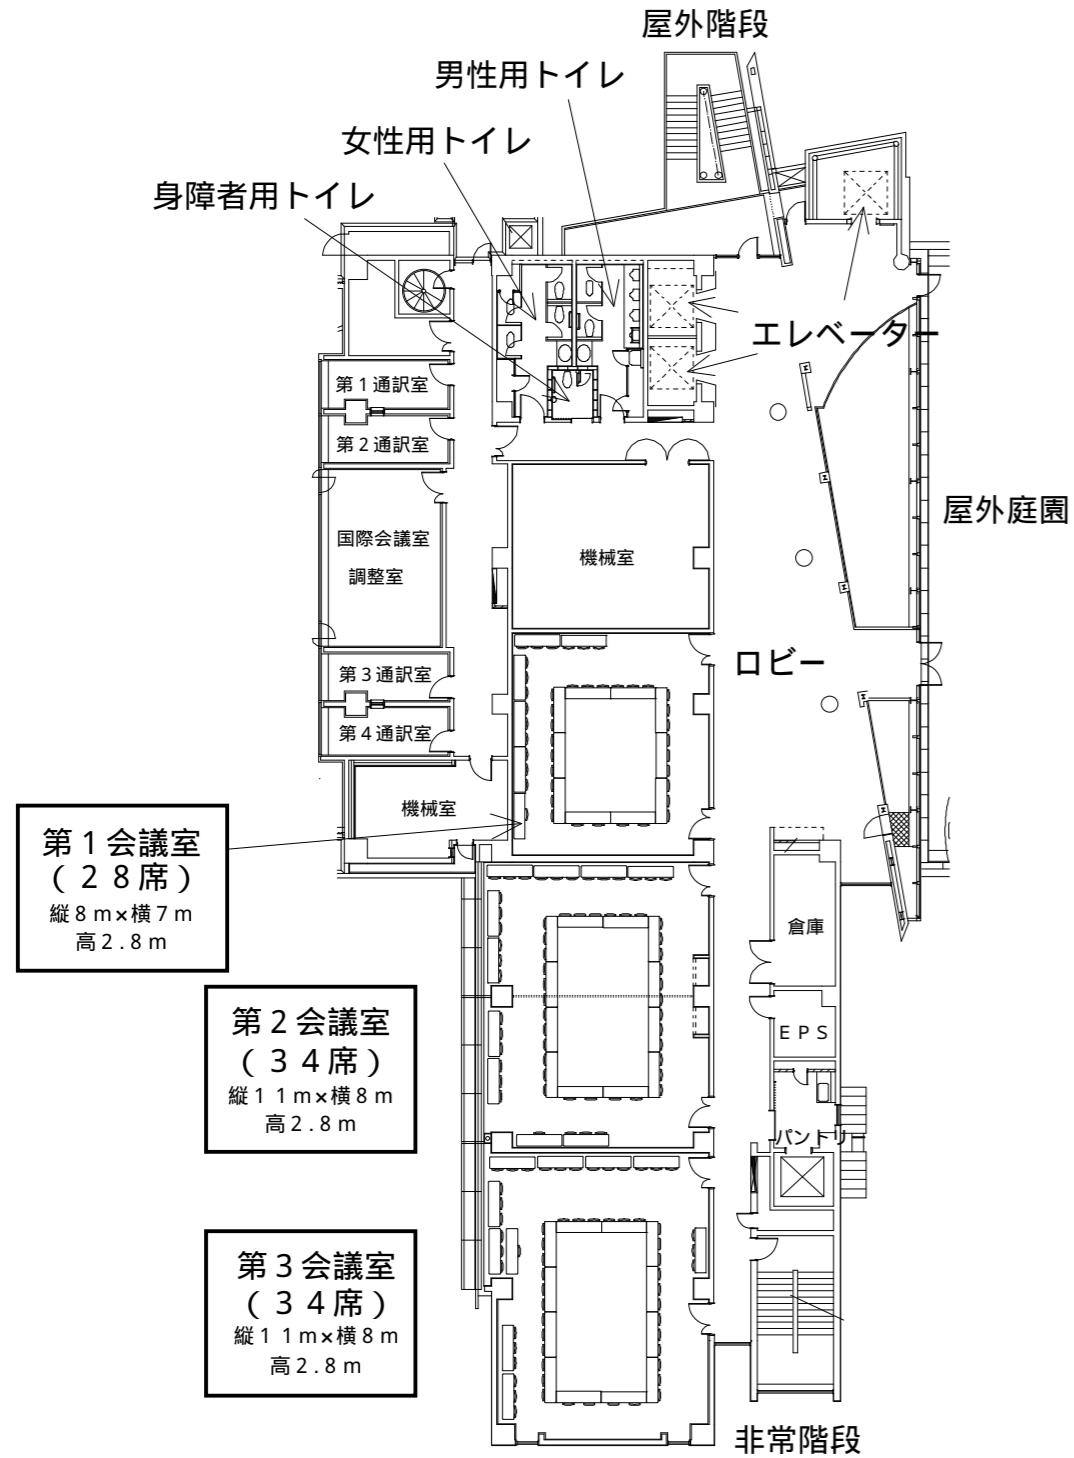 屋外階段
男性用トイレ
女性用トイレ
身障者用トイレ
エレベーター
第１通訳室
第２通訳室
屋外庭園
国際会議室
調整室
機械室
ロビー
第３通訳室
第４通訳室
機械室
第１会議室
（２８席）
縦８ｍ×横７ｍ
高２.８ｍ
倉庫
第２会議室
（３４席）
縦１１ｍ×横８ｍ
高２.８ｍ
ＥＰＳ
パントリ
第３会議室
（３４席）
縦１１ｍ×横８ｍ
高２.８ｍ
非常階段